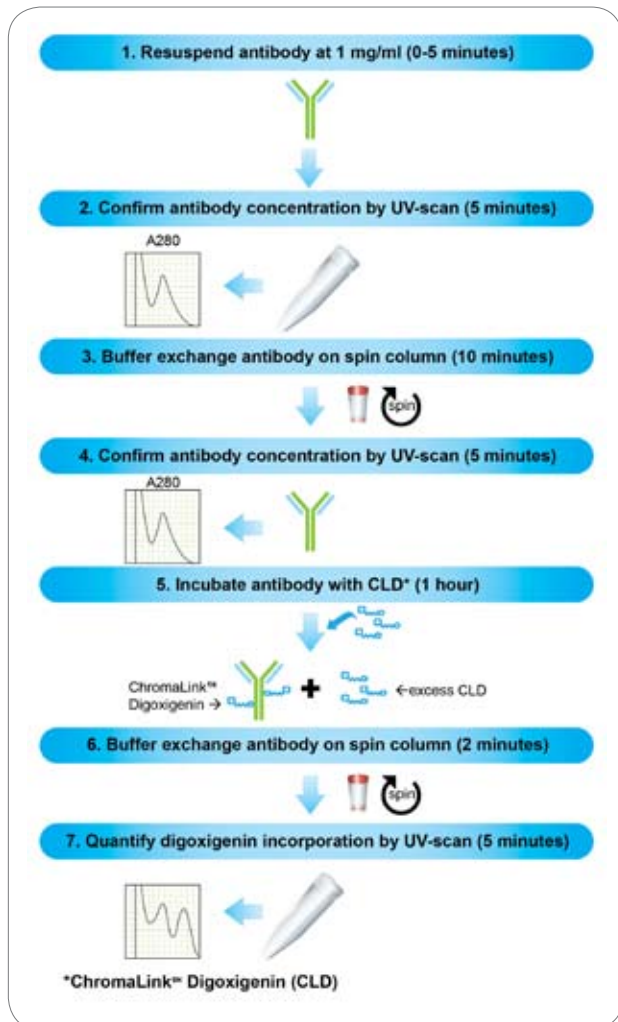 1. Resuspend antibody at 1 mg/ml (0-5 minutes)
2. Confirm antibody concentration by UV-scan (5 minutes)
A280
3. Buffer exchange antibody on spin column (10 minutes)
spin
4. Confirm antibody concentration by UV-scan (5 minutes)
A280
5. Incubate antibody with CLD* (1 hour)
ChromaLink™
Digoxigenin →
+
←excess CLD
6. Buffer exchange antibody on spin column (2 minutes)
spin
7. Quantify digoxigenin incorporation by UV-scan (5 minutes)
*ChromaLink™ Digoxigenin (CLD)